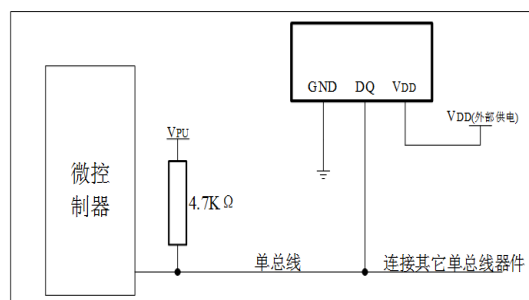 GND DQ VDD
VDD(外部供电)
VPU
微控
制器
4.7KΩ
单总线
连接其它单总线器件